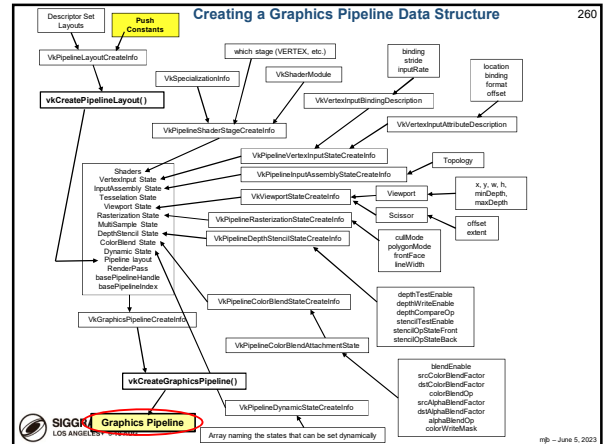 Creating a Graphics Pipeline Data Structure
260
Descriptor Set
Layouts
Push
Constants
VkPipelineLayoutCreateInfo
vkCreatePipelineLayout( )
which stage (VERTEX, etc.)
VkSpecializationInfo
VkShaderModule
VkPipelineShaderStageCreateInfo
binding
stride
inputRate
location
binding
format
offset
VkVertexInputBindingDescription
VkVertexInputAttributeDescription
VkPipelineVertexInputStateCreateInfo
VkPipelineInputAssemblyStateCreateInfo
Topology
Shaders
VertexInput State
InputAssembly State
Tesselation State
Viewport State
Rasterization State
MultiSample State
DepthStencil State
ColorBlend State
Dynamic State
Pipeline layout
RenderPass
basePipelineHandle
basePipelineIndex
VkViewportStateCreateInfo
Viewport
x, y, w, h,
minDepth,
maxDepth
Scissor
offset
extent
VkPipelineRasterizationStateCreateInfo
cullMode
polygonMode
frontFace
lineWidth
VkPipelineDepthStencilStateCreateInfo
depthTestEnable
depthWriteEnable
depthCompareOp
stencilTestEnable
stencilOpStateFront
stencilOpStateBack
VkPipelineColorBlendStateCreateInfo
VkGraphicsPipelineCreateInfo
VkPipelineColorBlendAttachmentState
blendEnable
srcColorBlendFactor
dstColorBlendFactor
colorBlendOp
srcAlphaBlendFactor
dstAlphaBlendFactor
alphaBlendOp
colorWriteMask
vkCreateGraphicsPipeline( )
VkPipelineDynamicStateCreateInfo
Graphics Pipeline
Array naming the states that can be set dynamically
SIGGR
LOS ANGELES
mjb – June 5, 2023